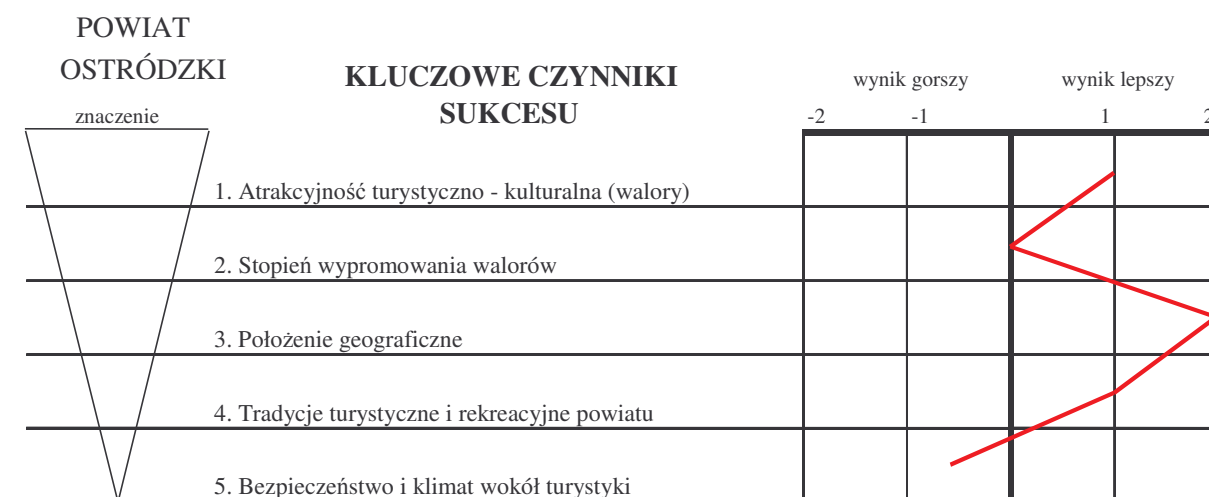 POWIAT
OSTRÓDZKI
znaczenie
KLUCZOWE CZYNNIKI
SUKCESU
wynik gorszy wynik lepszy
-2 -1 1 2
1. Atrakcyjność turystyczno - kulturalna (walory)
2. Stopień wypromowania walorów
3. Położenie geograficzne
4. Tradycje turystyczne i rekreacyjne powiatu
5. Bezpieczeństwo i klimat wokół turystyki